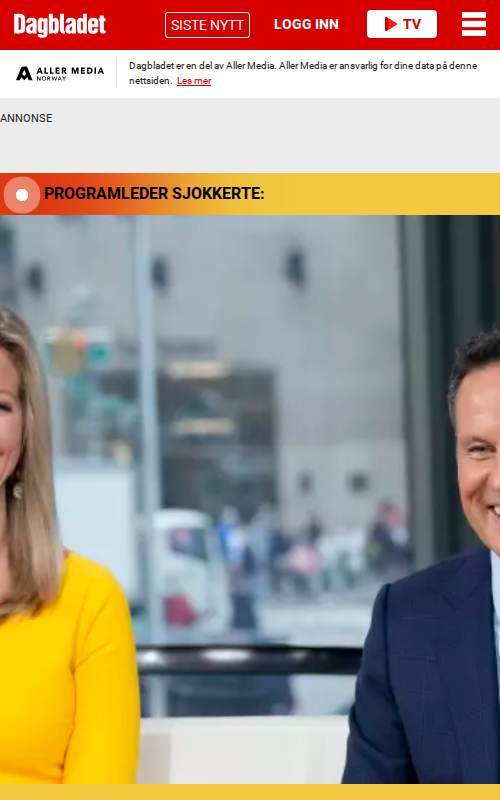 Dagbladet
SISTE NYTT
LOGG INN
TV
ALLER MEDIA
NORWAY
Dagbladet er en del av Aller Media. Aller Media er ansvarlig for dine data på denne
nettsiden. Les mer
ANNONSE
PROGRAMLEDER SJOKKERTE: